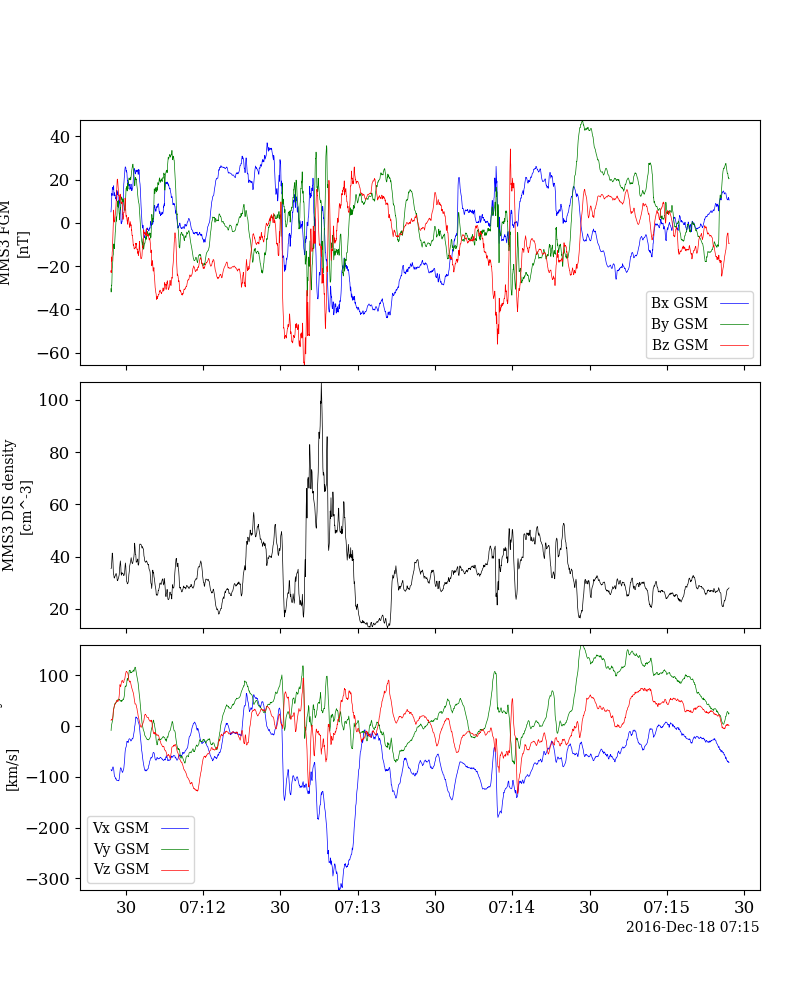 40
20
0
−20
−40
−60
MMS3 FGM
[nT]
Bx GSM
By GSM
Bz GSM
100
80
60
40
20
MMS3 DIS density
[cm^-3]
100
0
−100
−200
−300
[km/s]
Vx GSM
Vy GSM
Vz GSM
30 07:12 30 07:13 30 07:14 30 07:15 30
2016-Dec-18 07:15